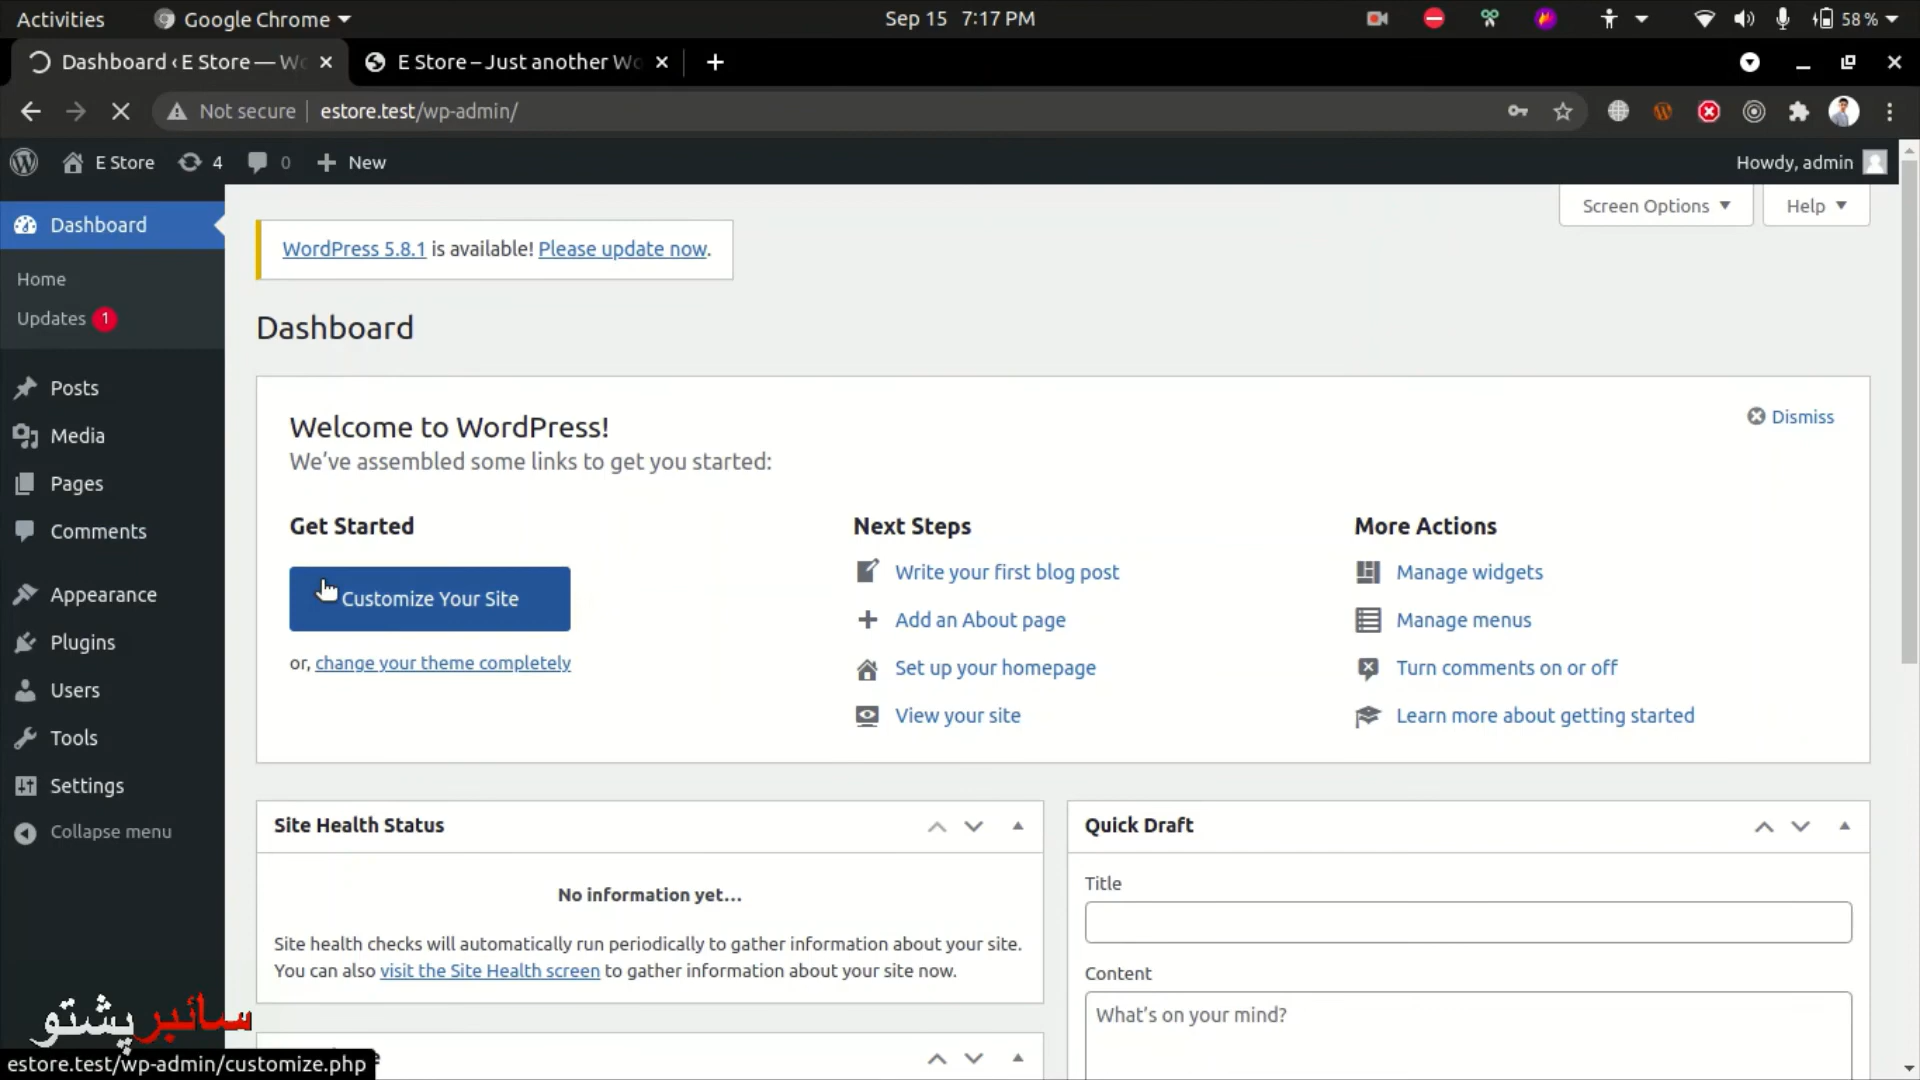 Activities
Google Chrome
Sep 15 7:17 PM
58 %
Dashboard ‹ E Store — Wo
E Store – Just another Wo
Not secure
estore.test/wp-admin/
E Store
4
0
New
Howdy, admin
Dashboard
Home
Updates 1
Posts
Media
Pages
Comments
Appearance
Plugins
Users
Tools
Settings
Collapse menu
Screen Options
Help
WordPress 5.8.1 is available! Please update now.
Dashboard
Welcome to WordPress!
We’ve assembled some links to get you started:
Dismiss
Get Started
Customize Your Site
or, change your theme completely
Next Steps
Write your first blog post
Add an About page
Set up your homepage
View your site
More Actions
Manage widgets
Manage menus
Turn comments on or off
Learn more about getting started
Site Health Status
No information yet…
Site health checks will automatically run periodically to gather information about your site.
You can also visit the Site Health screen to gather information about your site now.
Quick Draft
Title
Content
What’s on your mind?
سائبر پشتو
estore.test/wp-admin/customize.php